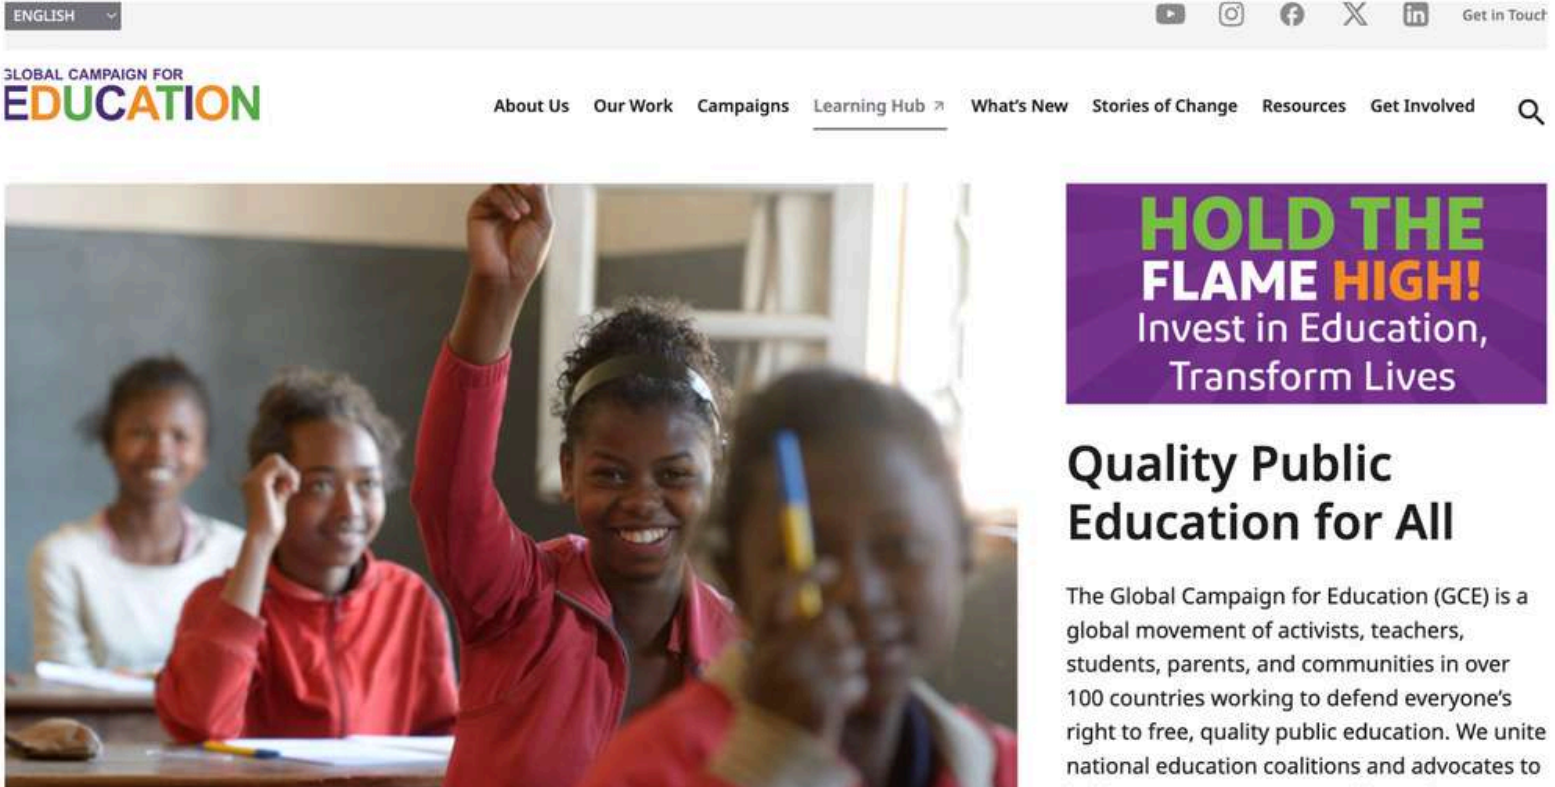 ENGLISH
Get in Touch
GLOBAL CAMPAIGN FOR
EDUCATION
About Us
Our Work
Campaigns
Learning Hub
What's New
Stories of Change
Resources
Get Involved
HOLD THE
FLAME HIGH!
Invest in Education,
Transform Lives
Quality Public
Education for All
The Global Campaign for Education (GCE) is a
global movement of activists, teachers,
students, parents, and communities in over
100 countries working to defend everyone's
right to free, quality public education. We unite
national education coalitions and advocates to